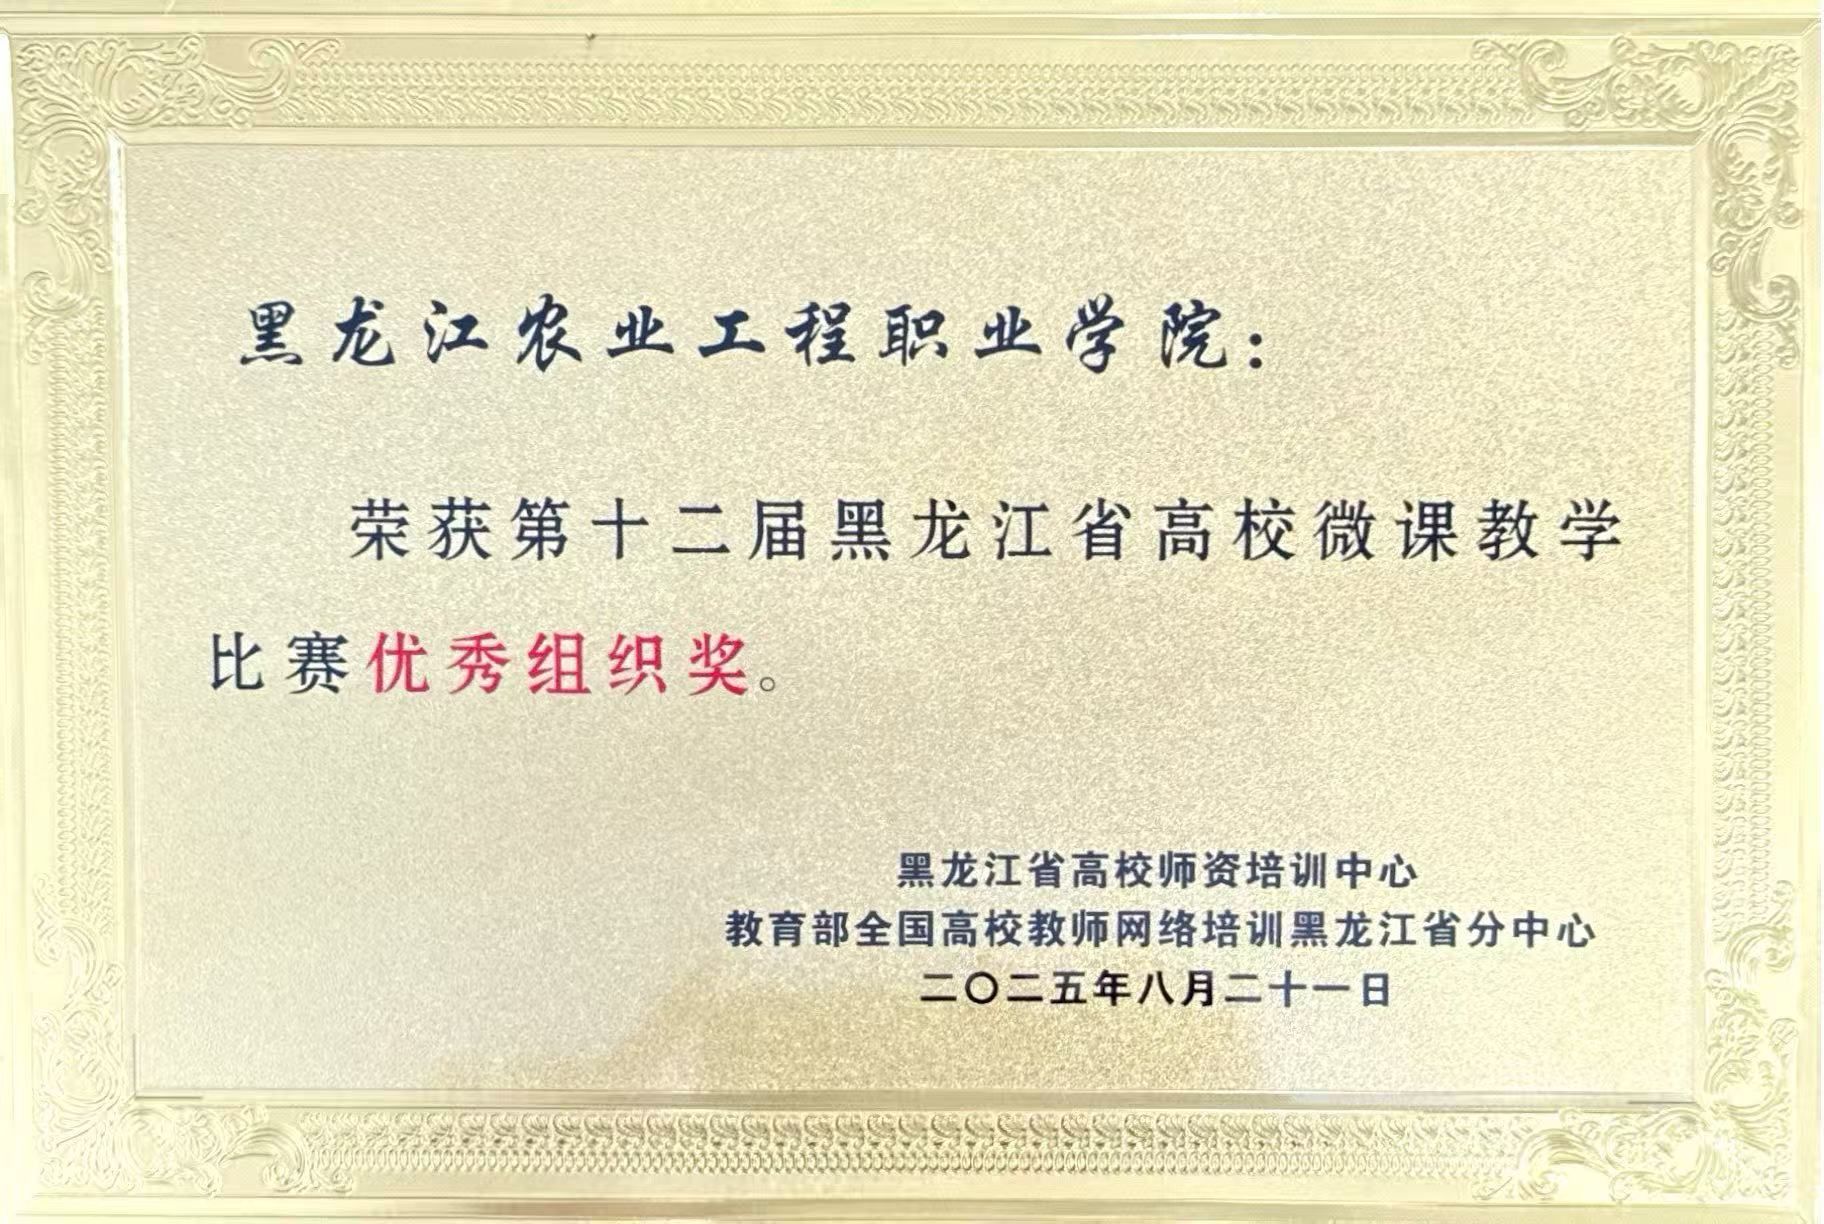 黑龙江农业工程职业学院：
荣获第十二届黑龙江省高校微课教学
比赛优秀组织奖。
黑龙江省高校师资培训中心
教育部全国高校教师网络培训黑龙江省分中心
二〇二五年八月二十一日